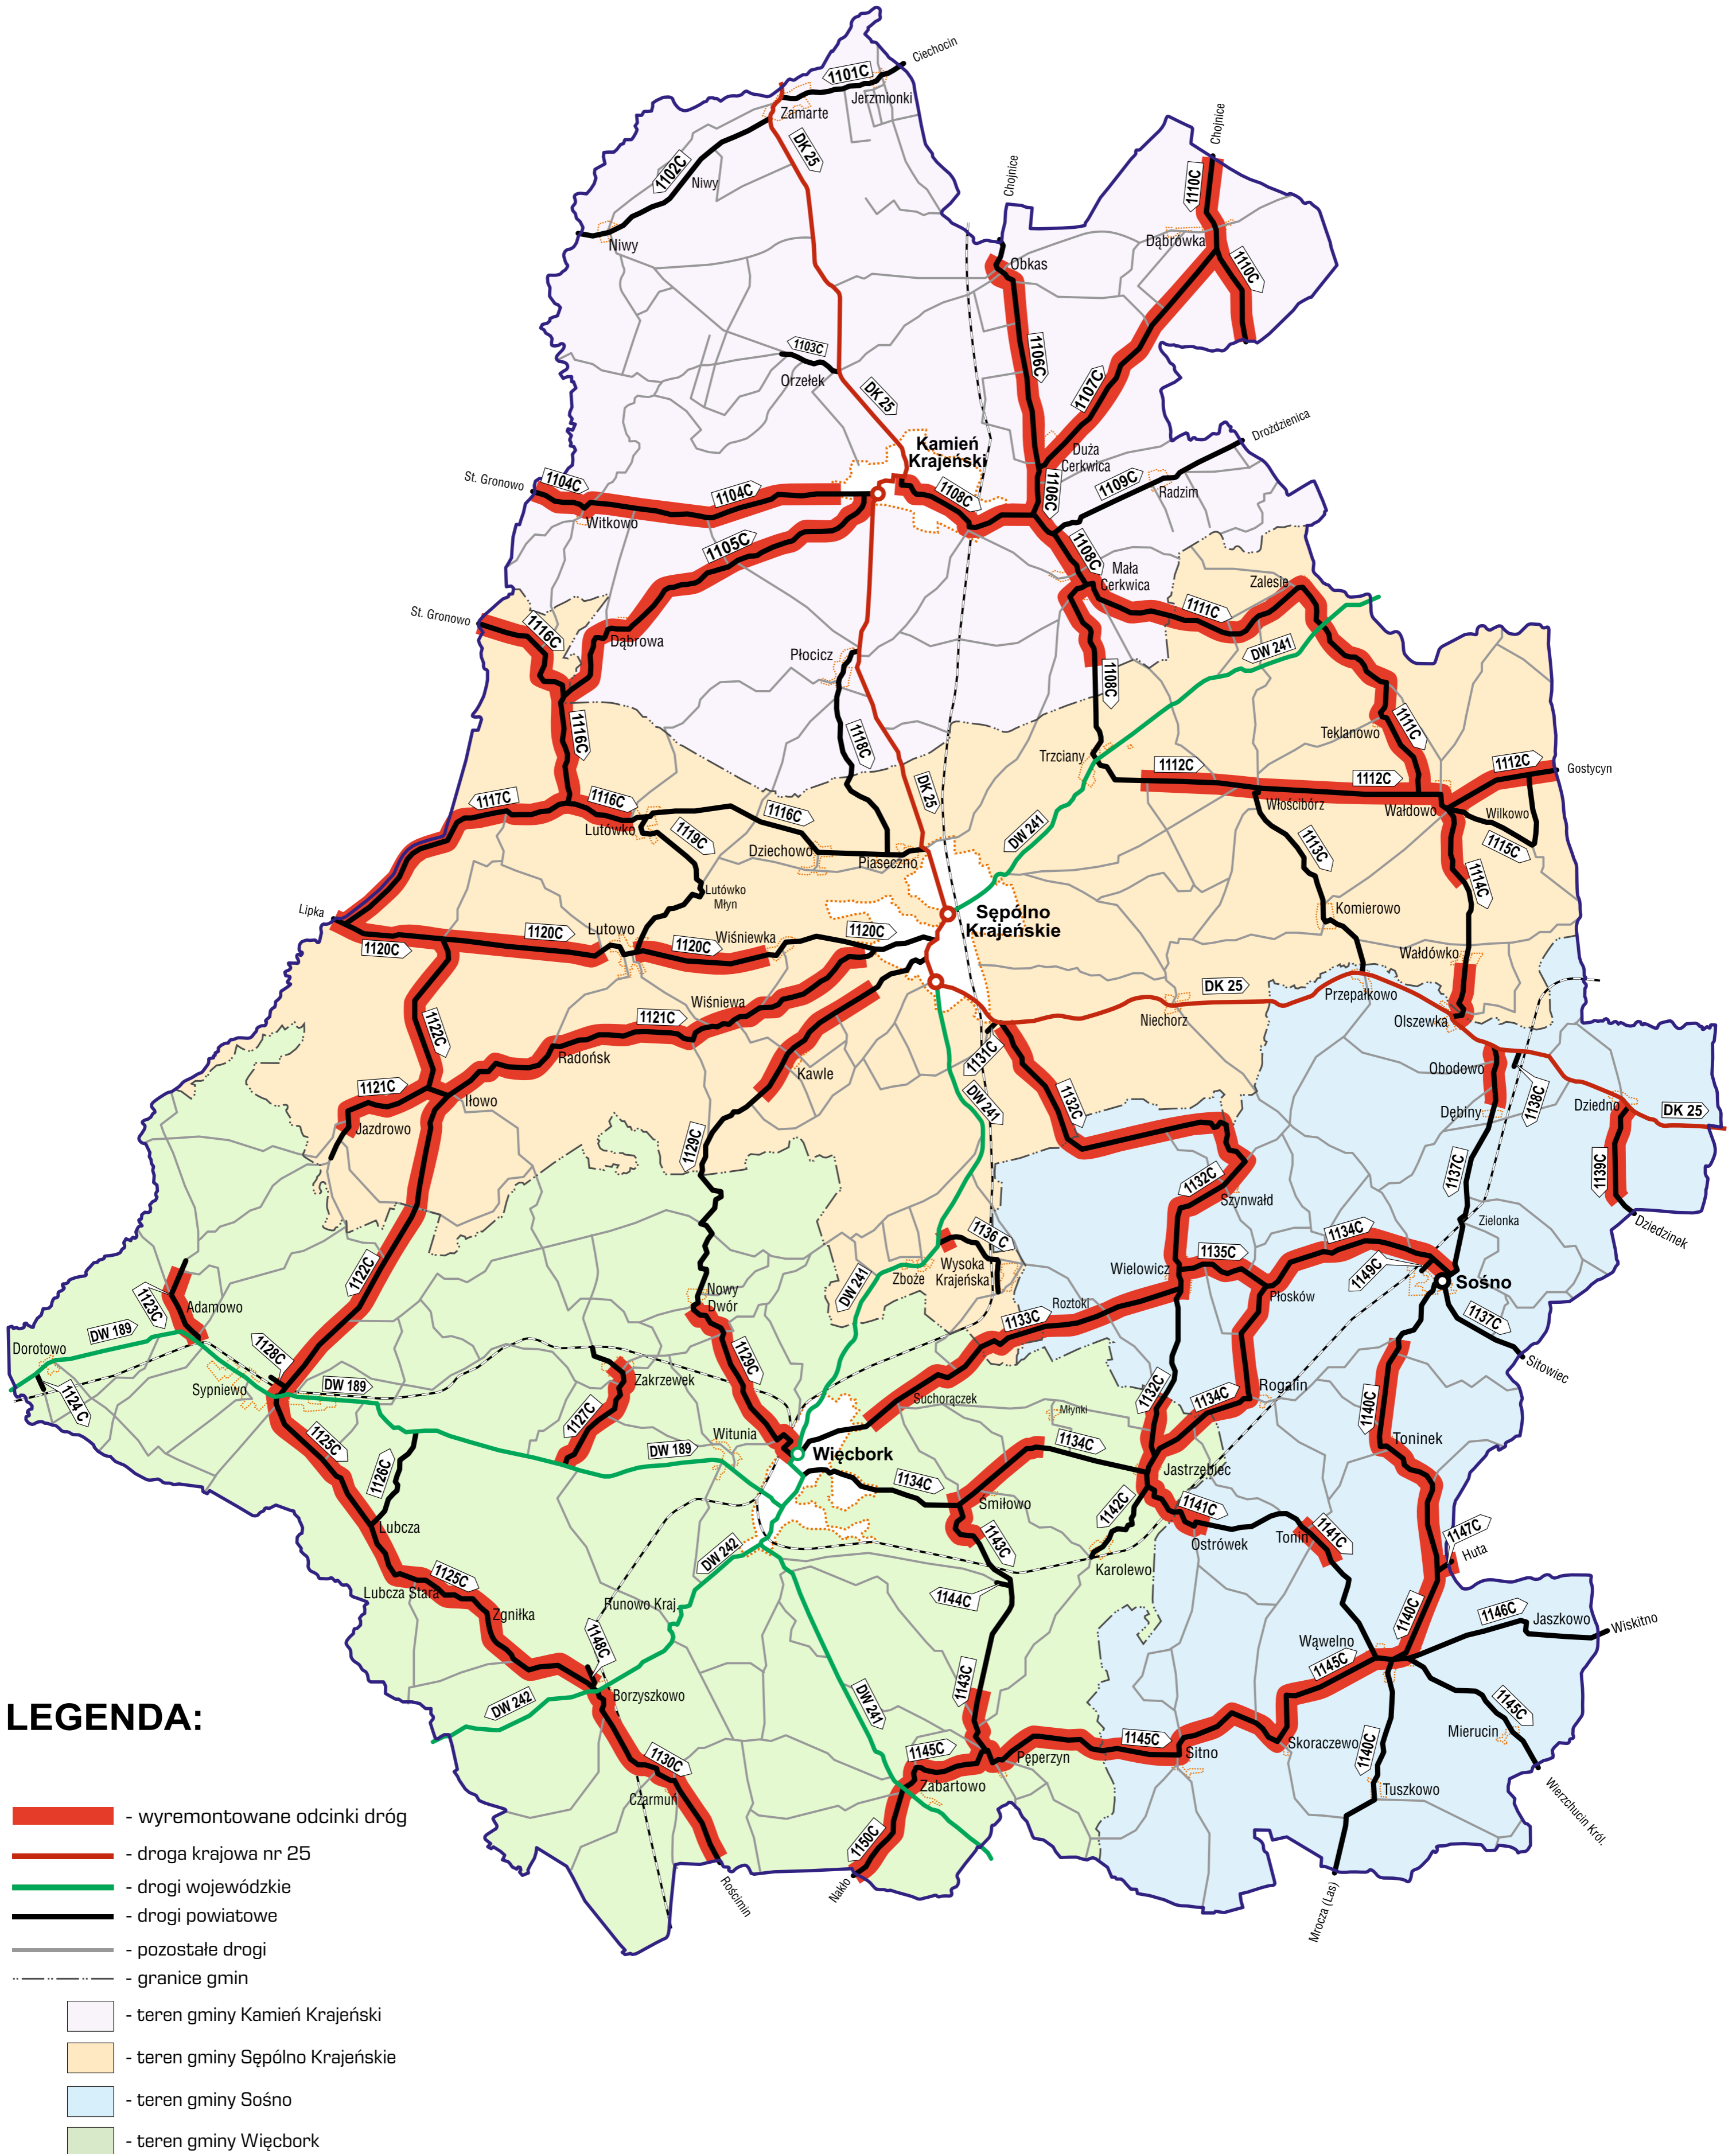 Ciechocin
1101C
Jerzmionki
Zamarte
DK 25
Chojnice
1102C
Niwy
Chojnice
1110C
Niwy
Dąbrówka
Obkas
1110C
1103C
1106C
Orzełek
DK 25
1107C
Drożdzienica
Kamień
Krajeński
Duża
Cerkwica
St. Gronowo
1104C
1104C
1108C
1106C
1109C
Radzim
Witkowo
1105C
1108C
Mała
Cerkwica
Zalesie
1111C
St. Gronowo
1116C
Dąbrowa
Płocicz
DW 241
1108C
1116C
1118C
Teklanowo
1111C
Trzciany
1112C
1112C
1112C
Gostycyn
DK 25
1117C
1116C
1116C
Włościbórz
Wałdowo
Wilkowo
Lutówko
1119C
DW 241
Dziechowo
Piaseczno
1113C
1115C
1114C
Lutówko
Młyn
Lipka
Komierowo
Sępólno
Krajeńskie
1120C
1120C
Lutowo
1120C
Wiśniewka
1120C
Wałdówko
DK 25
Przepałkowo
Wiśniewa
1121C
Niechorz
Olszewka
1122C
Radońsk
1131C
Kawle
Obodowo
1138C
1121C
Iłowo
DW 241
1132C
Dębiny
Dziedno
DK 25
Jazdrowo
1129C
1137C
1139C
1132C
Szynwałd
Zielonka
Dziedzinek
1136 C
1134C
1135C
Wysoka
Krajeńska
Zboże
Wielowicz
1149C
Sośno
1122C
DW 241
Nowy
Dwór
Płosków
1123C
Adamowo
Roztoki
1133C
1137C
DW 189
Dorotowo
1128C
1129C
Sitowiec
1124 C
Sypniewo
DW 189
Zakrzewek
Rogalin
Suchorączek
1132C
1134C
1140C
1127C
Młynki
1125C
Witunia
DW 189
Więcbork
1134C
Toninek
1126C
1134C
Jastrzębiec
Śmiłowo
1142C
1141C
Lubcza
1143C
Ostrówek
Tonin
1141C
1147C
Huta
DW 242
Karolewo
Lubcza Stara
1125C
1144C
Zgniłka
Runowo Kraj.
1140C
1146C
Jaszkowo
Wiskitno
1148C
Wąwelno
1145C
1143C
DW 242
Borzyszkowo
DW 241
1145C
Mierucin
LEGENDA:
1145C
1145C
Sitno
Skoraczewo
1140C
1130C
Pęperzyn
Zabartowo
Czarmuń
Tuszkowo
Wierzchucin Król.
- wyremontowane odcinki dróg
1150C
- droga krajowa nr 25
Rościmin
Nakło
Mrocza (Las)
- drogi wojewódzkie
- drogi powiatowe
- pozostałe drogi
- granice gmin
- teren gminy Kamień Krajeński
- teren gminy Sępólno Krajeńskie
- teren gminy Sośno
- teren gminy Więcbork